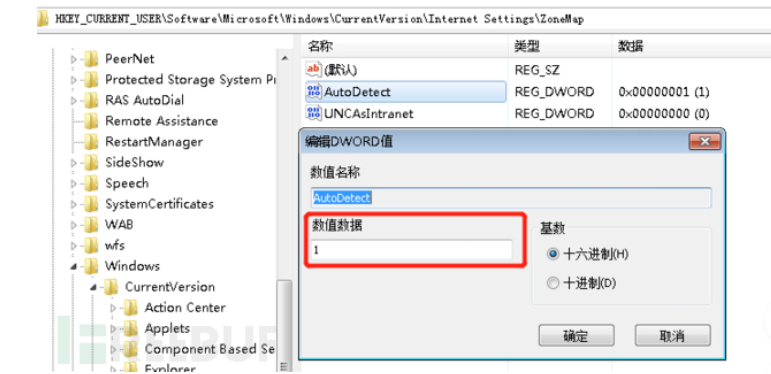 HKEY_CURRENT_USER\Software\Microsoft\Windows\CurrentVersion\Internet Settings\ZoneMap
PeerNet
Protected Storage System Pr
RAS AutoDial
Remote Assistance
RestartManager
SideShow
Speech
SystemCertificates
WAB
wfs
Windows
CurrentVersion
Action Center
Applets
Component Based Se
Explorer
名称 类型 数据
(默认) REG_SZ
AutoDetect REG_DWORD 0x00000001 (1)
UNCAsIntranet REG_DWORD 0x00000000 (0)
编辑DWORD值
数值名称
AutoDetect
数值数据
1
基数
十六进制(H)
十进制(D)
确定 取消